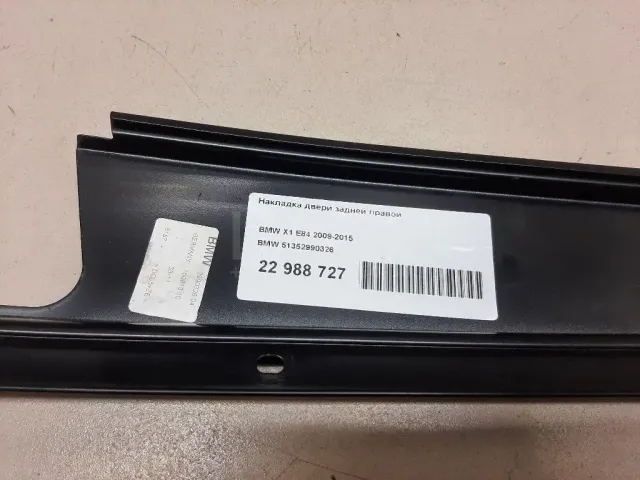 Накладка двери задней правой
BMW X1 E84 2009-2015
BMW 51352990326
22 988 727
BMW
GERMANY